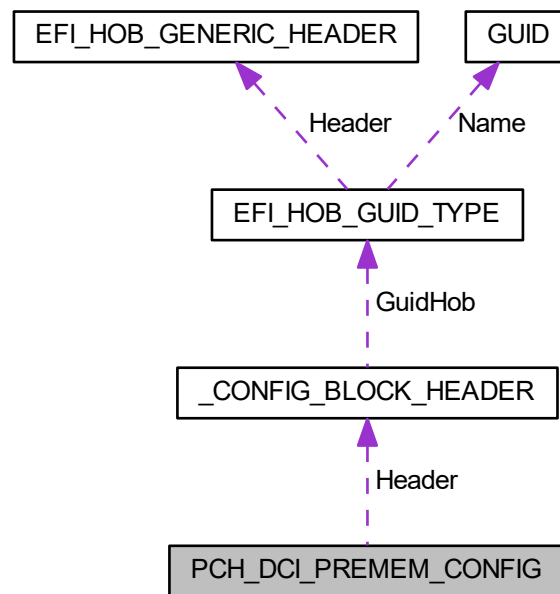 EFI_HOB_GENERIC_HEADER
GUID
Header
Name
EFI_HOB_GUID_TYPE
GuidHob
_CONFIG_BLOCK_HEADER
Header
PCH_DCI_PREMEM_CONFIG